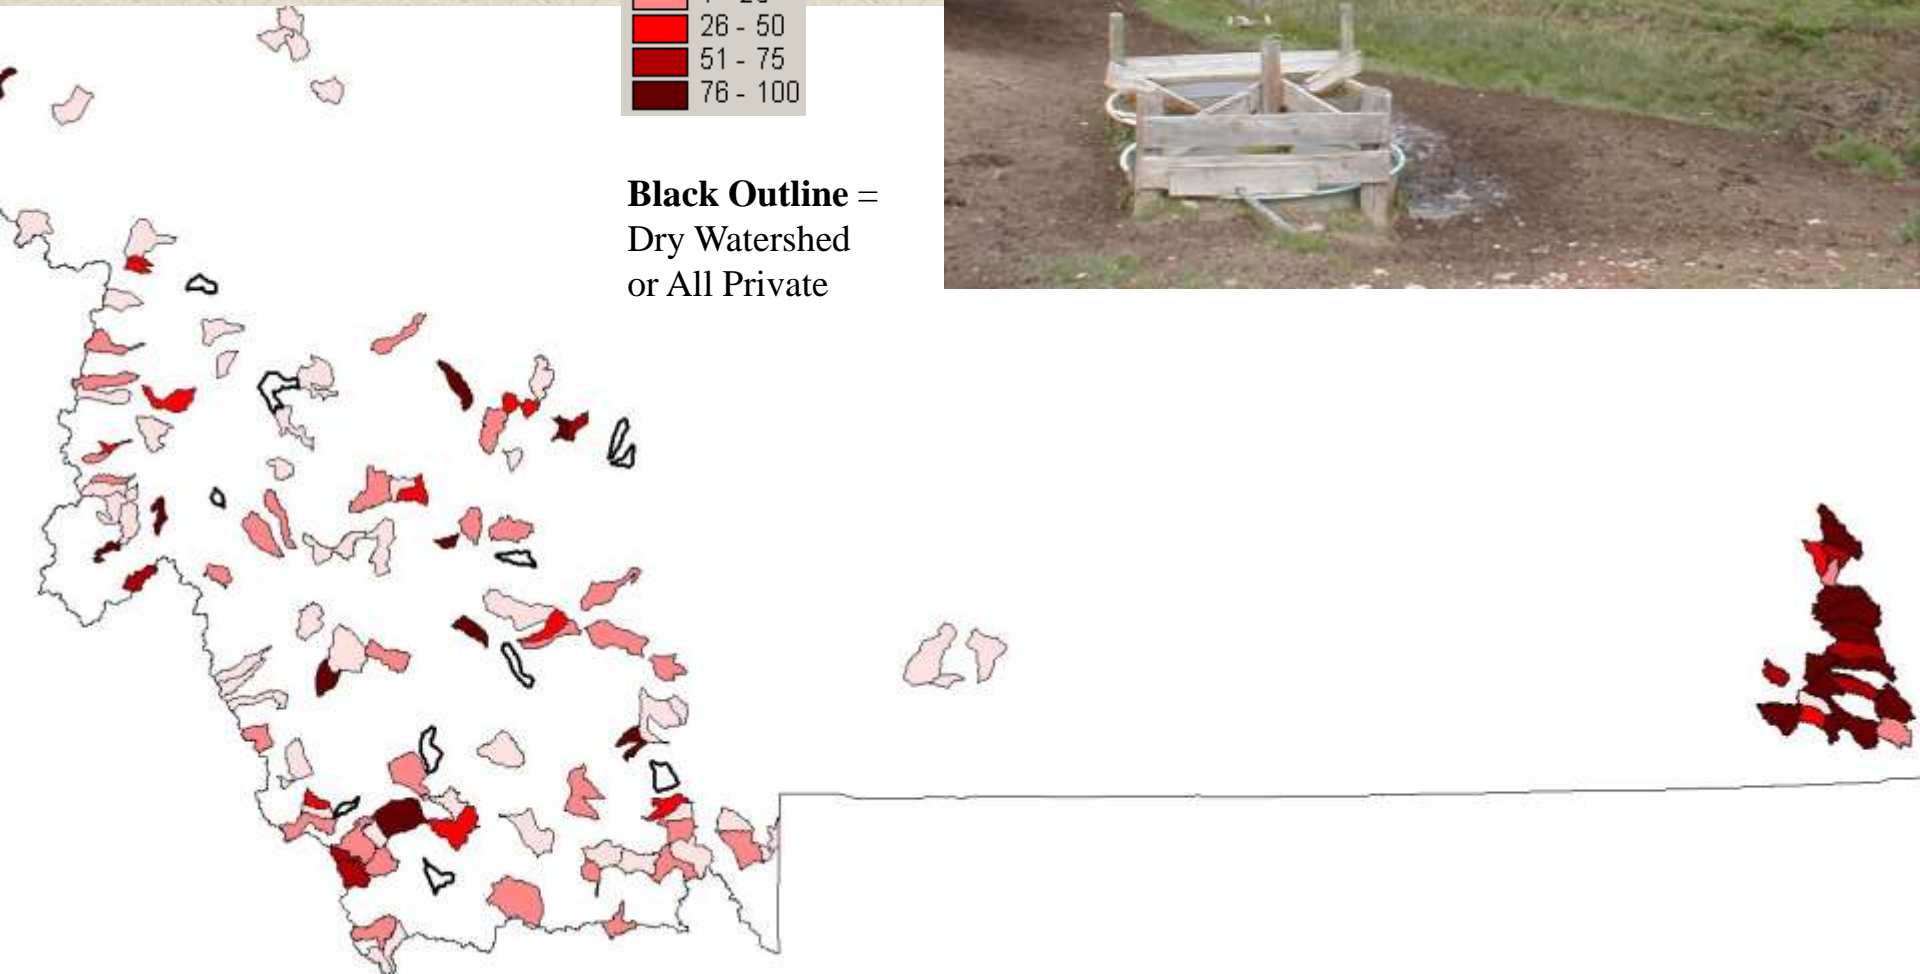 26 - 50
51 - 75
76 - 100
Black Outline =
Dry Watershed
or All Private